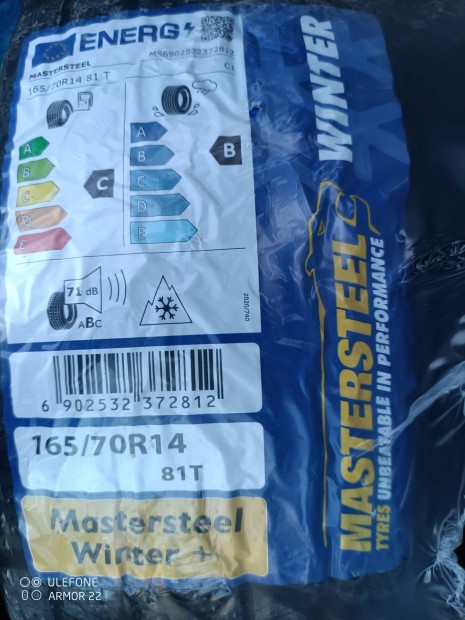 ENERG
MASTERSTEEL
MS6902532372812
165/70R14 81 T
C1
A
B
C
D
E
C
A
B
C
D
E
B
71 dB
ABC
2020/740
6 902532 372812
165/70R14
81T
Mastersteel
Winter +
WINTER
MASTERSTEEL
TYRES UNBEATABLE IN PERFORMANCE
ULEFONE
ARMOR 22